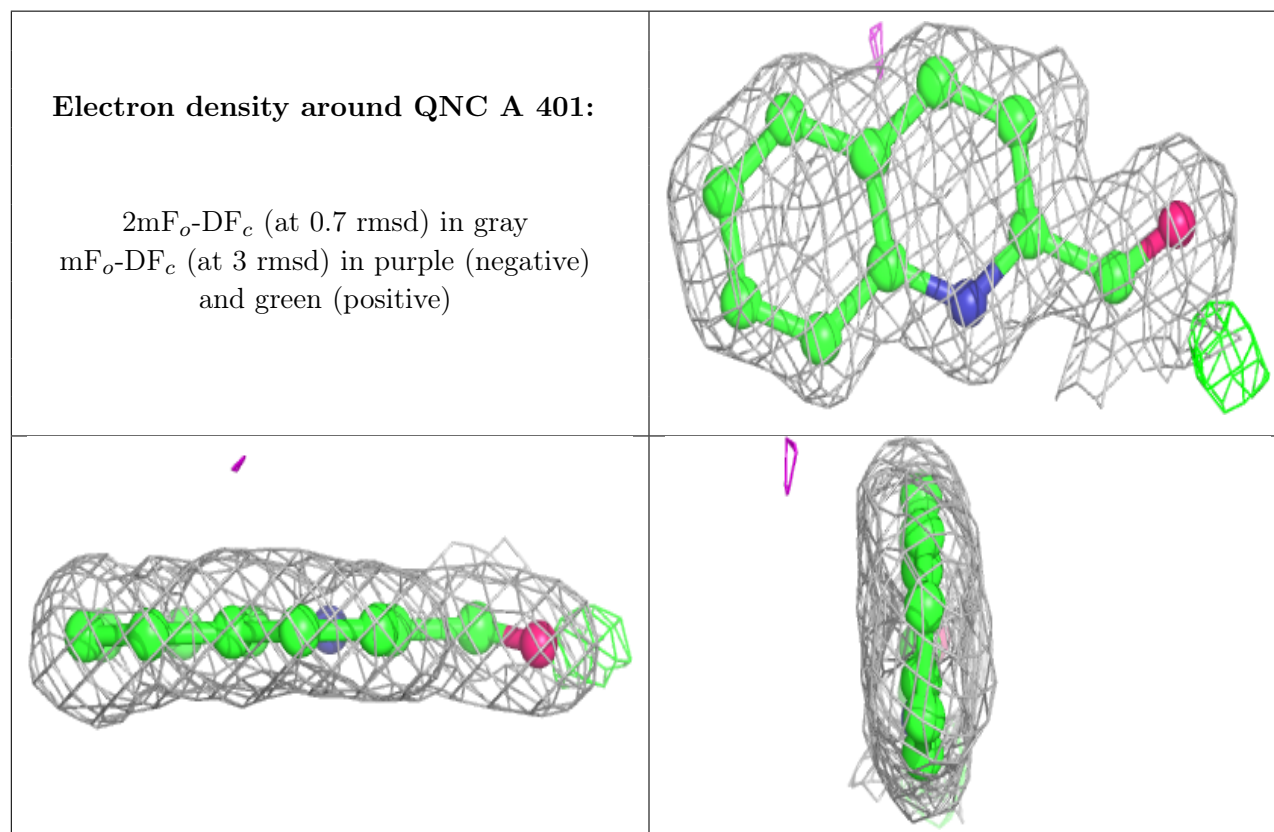 Electron density around QNC A 401:
2mFₒ-DF𝒸 (at 0.7 rmsd) in gray
mFₒ-DF𝒸 (at 3 rmsd) in purple (negative)
and green (positive)